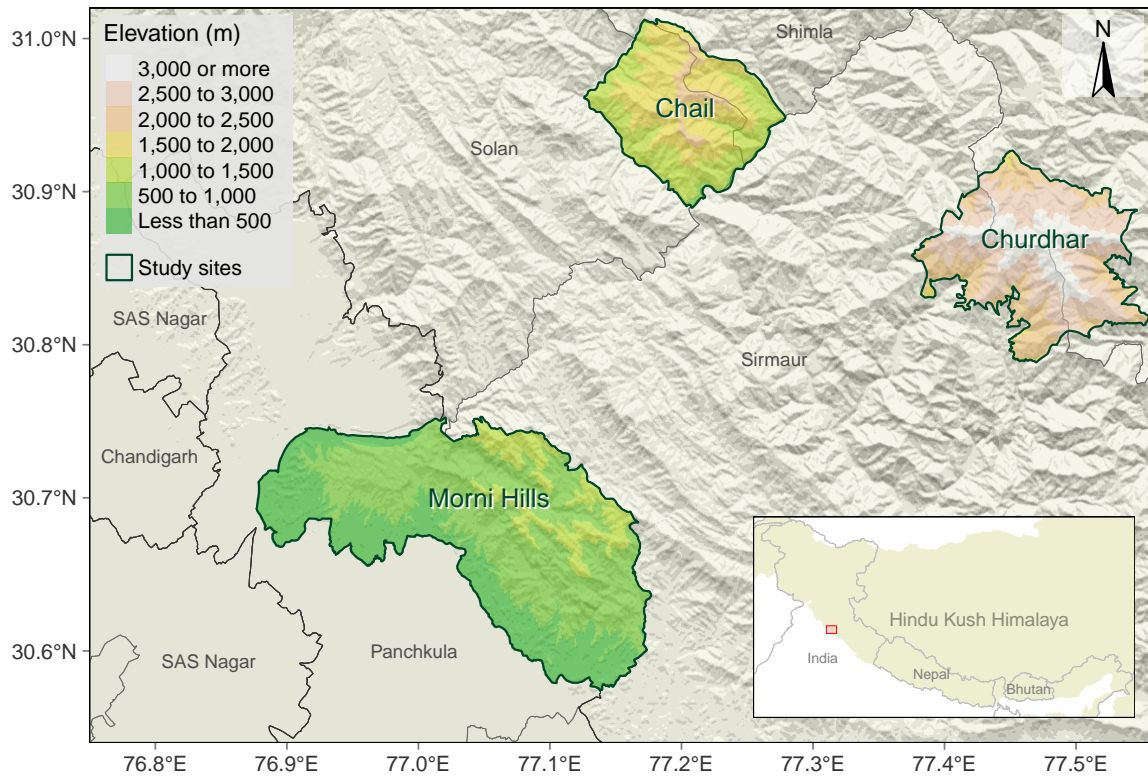 Elevation (m)
3,000 or more
2,500 to 3,000
2,000 to 2,500
1,500 to 2,000
1,000 to 1,500
500 to 1,000
Less than 500
Study sites
N
Shimla
Chail
Solan
Churdhar
SAS Nagar
Sirmaur
Chandigarh
Morni Hills
SAS Nagar
Panchkula
Hindu Kush Himalaya
India
Nepal
Bhutan
31.0°N
30.9°N
30.8°N
30.7°N
30.6°N
76.8°E 76.9°E 77.0°E 77.1°E 77.2°E 77.3°E 77.4°E 77.5°E